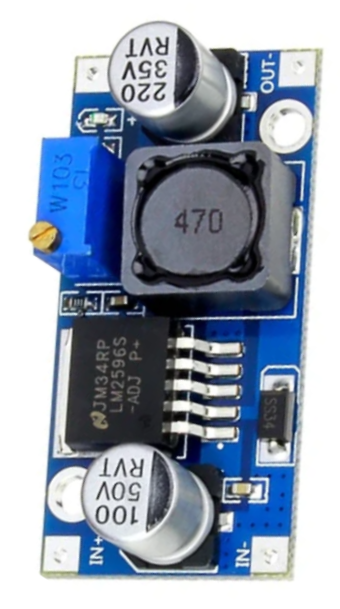 220
35V
RVT
OUT-
+
W103
470
JM34RP
LM2596S
-ADJ P+
SS34
100
50V
RVT
IN+
IN-